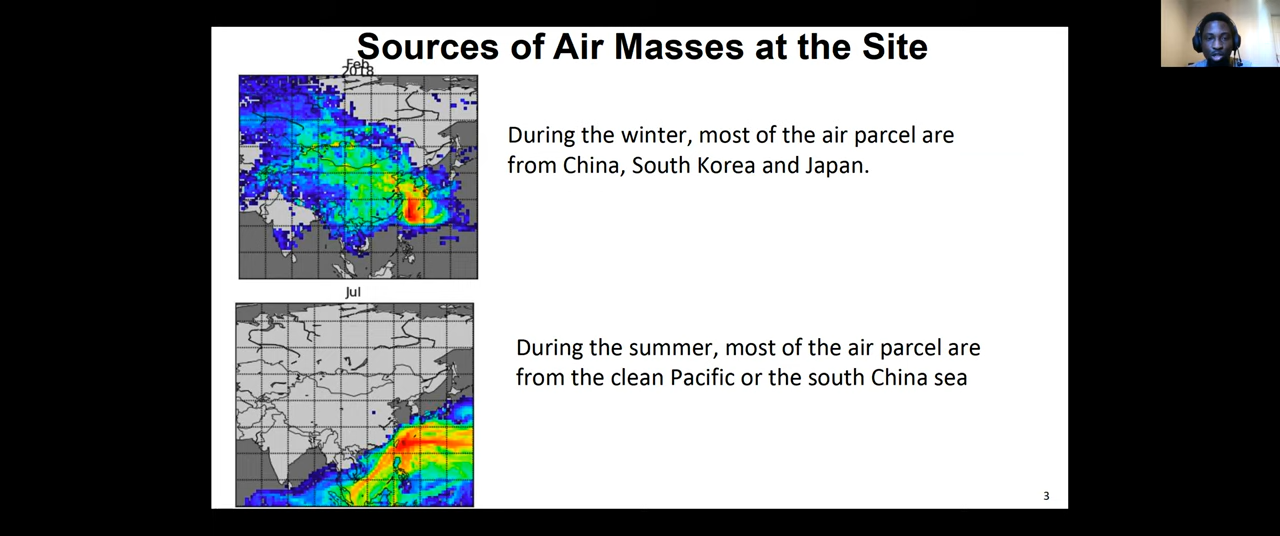 Sources of Air Masses at the Site
Feb
2018
During the winter, most of the air parcel are
from China, South Korea and Japan.
Jul
During the summer, most of the air parcel are
from the clean Pacific or the south China sea
3